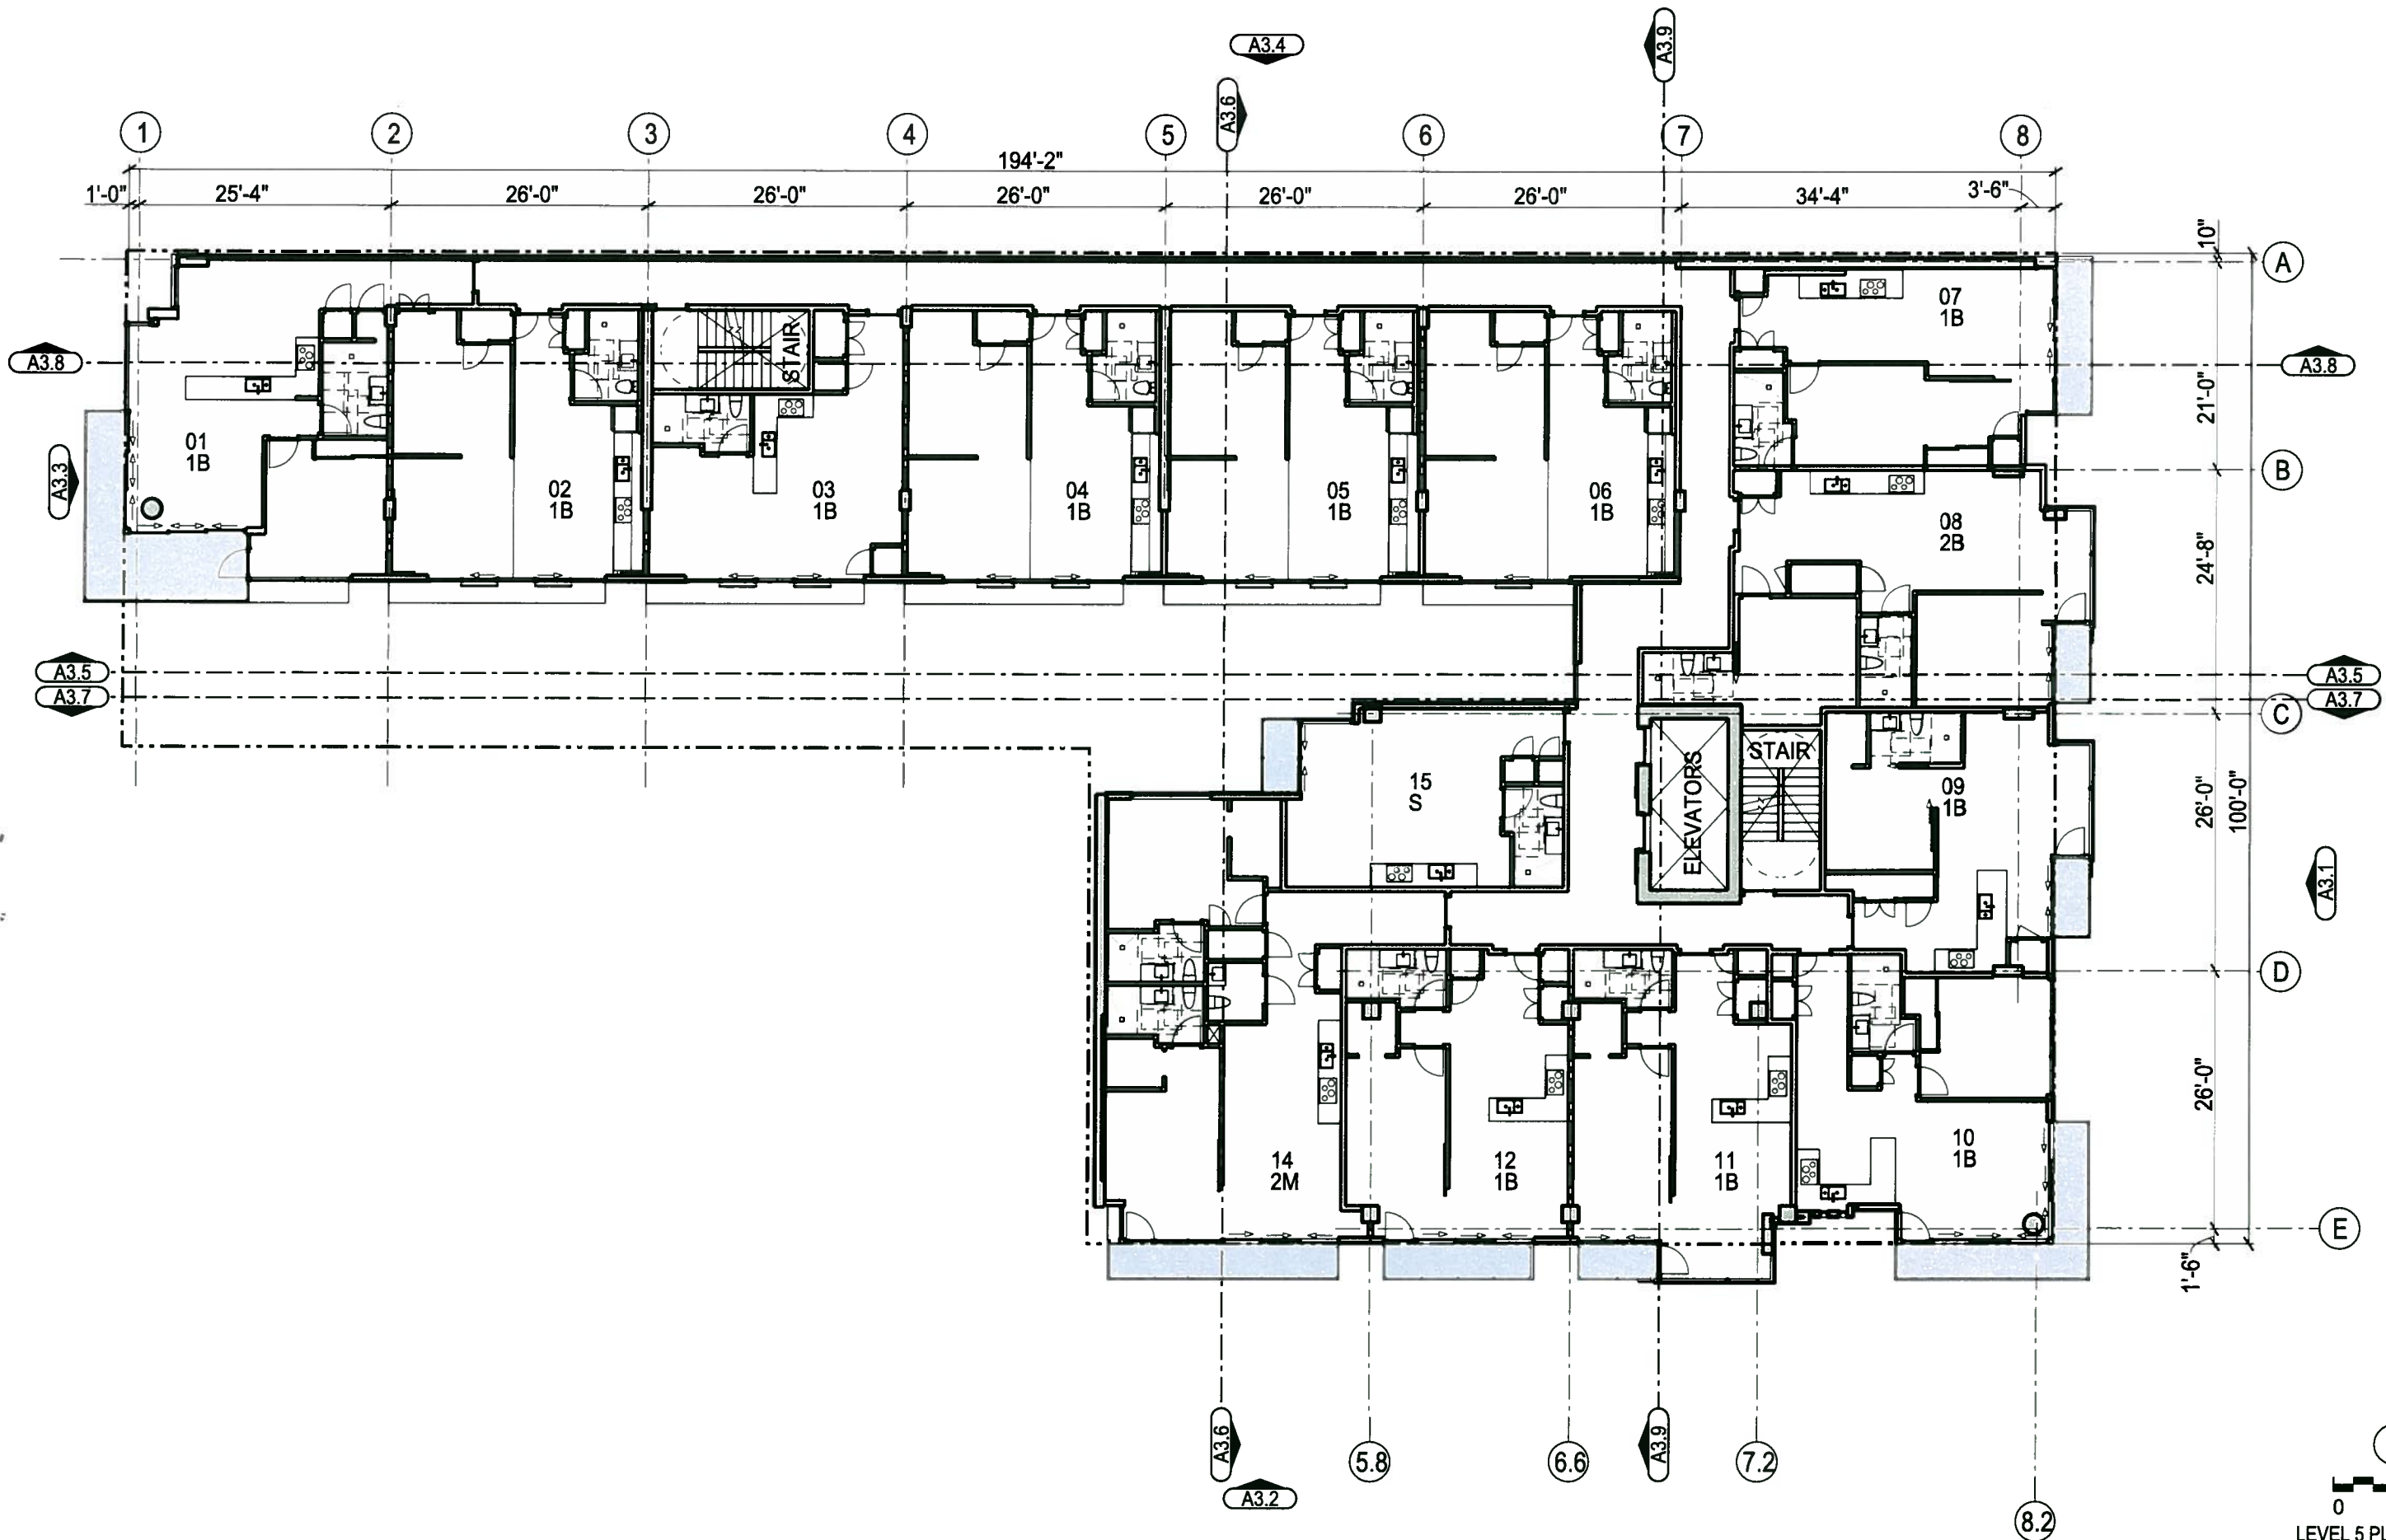 A3.4
A3.9
A3.6
1
2
3
4
5
6
7
8
194'-2"
1'-0"
25'-4"
26'-0"
26'-0"
26'-0"
26'-0"
26'-0"
34'-4"
3'-6"
10"
A
07
1B
STAIR
A3.8
A3.8
21'-0"
01
1B
A3.3
B
02
1B
03
1B
04
1B
05
1B
06
1B
08
2B
24'-8"
A3.5
A3.7
A3.5
A3.7
C
STAIR
ELEVATORS
15
S
09
1B
26'-0"
100'-0"
A3.1
D
26'-0"
14
2M
12
1B
11
1B
10
1B
E
1'-6"
A3.6
5.8
6.6
A3.9
7.2
A3.2
8.2
0
LEVEL 5